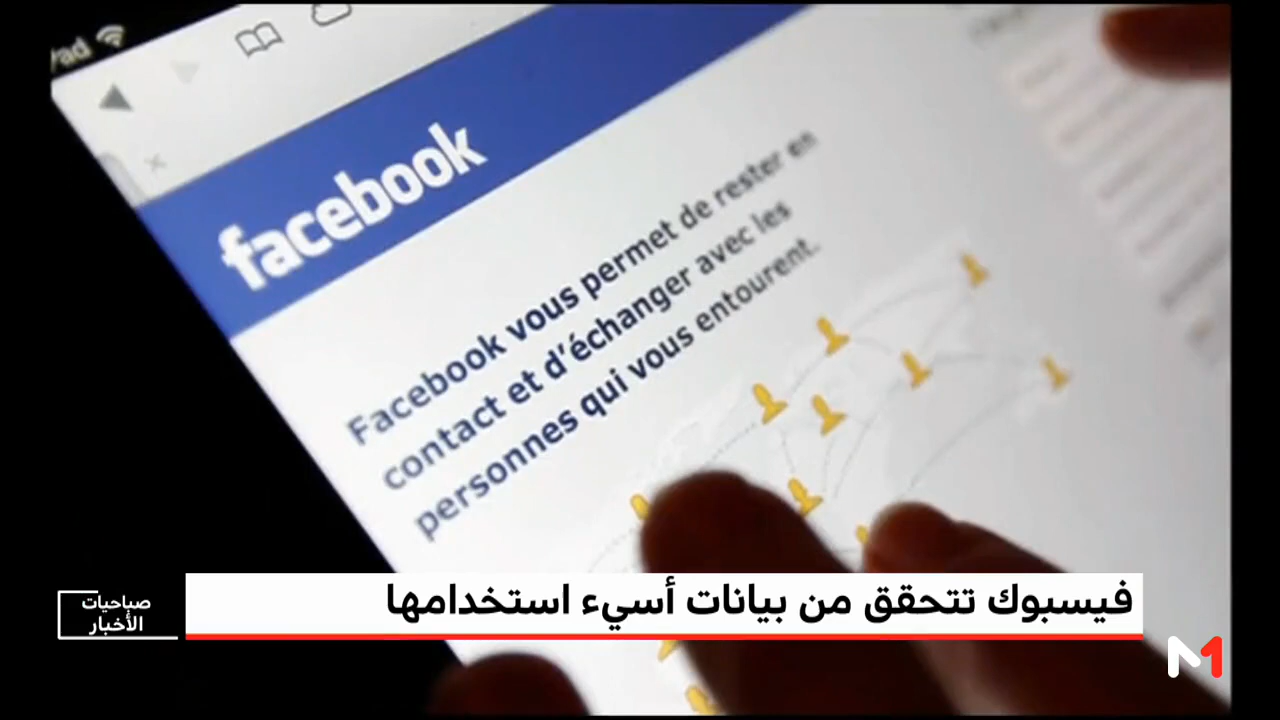 facebook
Facebook vous permet de rester en
contact et d'échanger avec les
personnes qui vous entourent.
فيسبوك تتحقق من بيانات أسيء استخدامها
صباحيات
الأخبار
M1